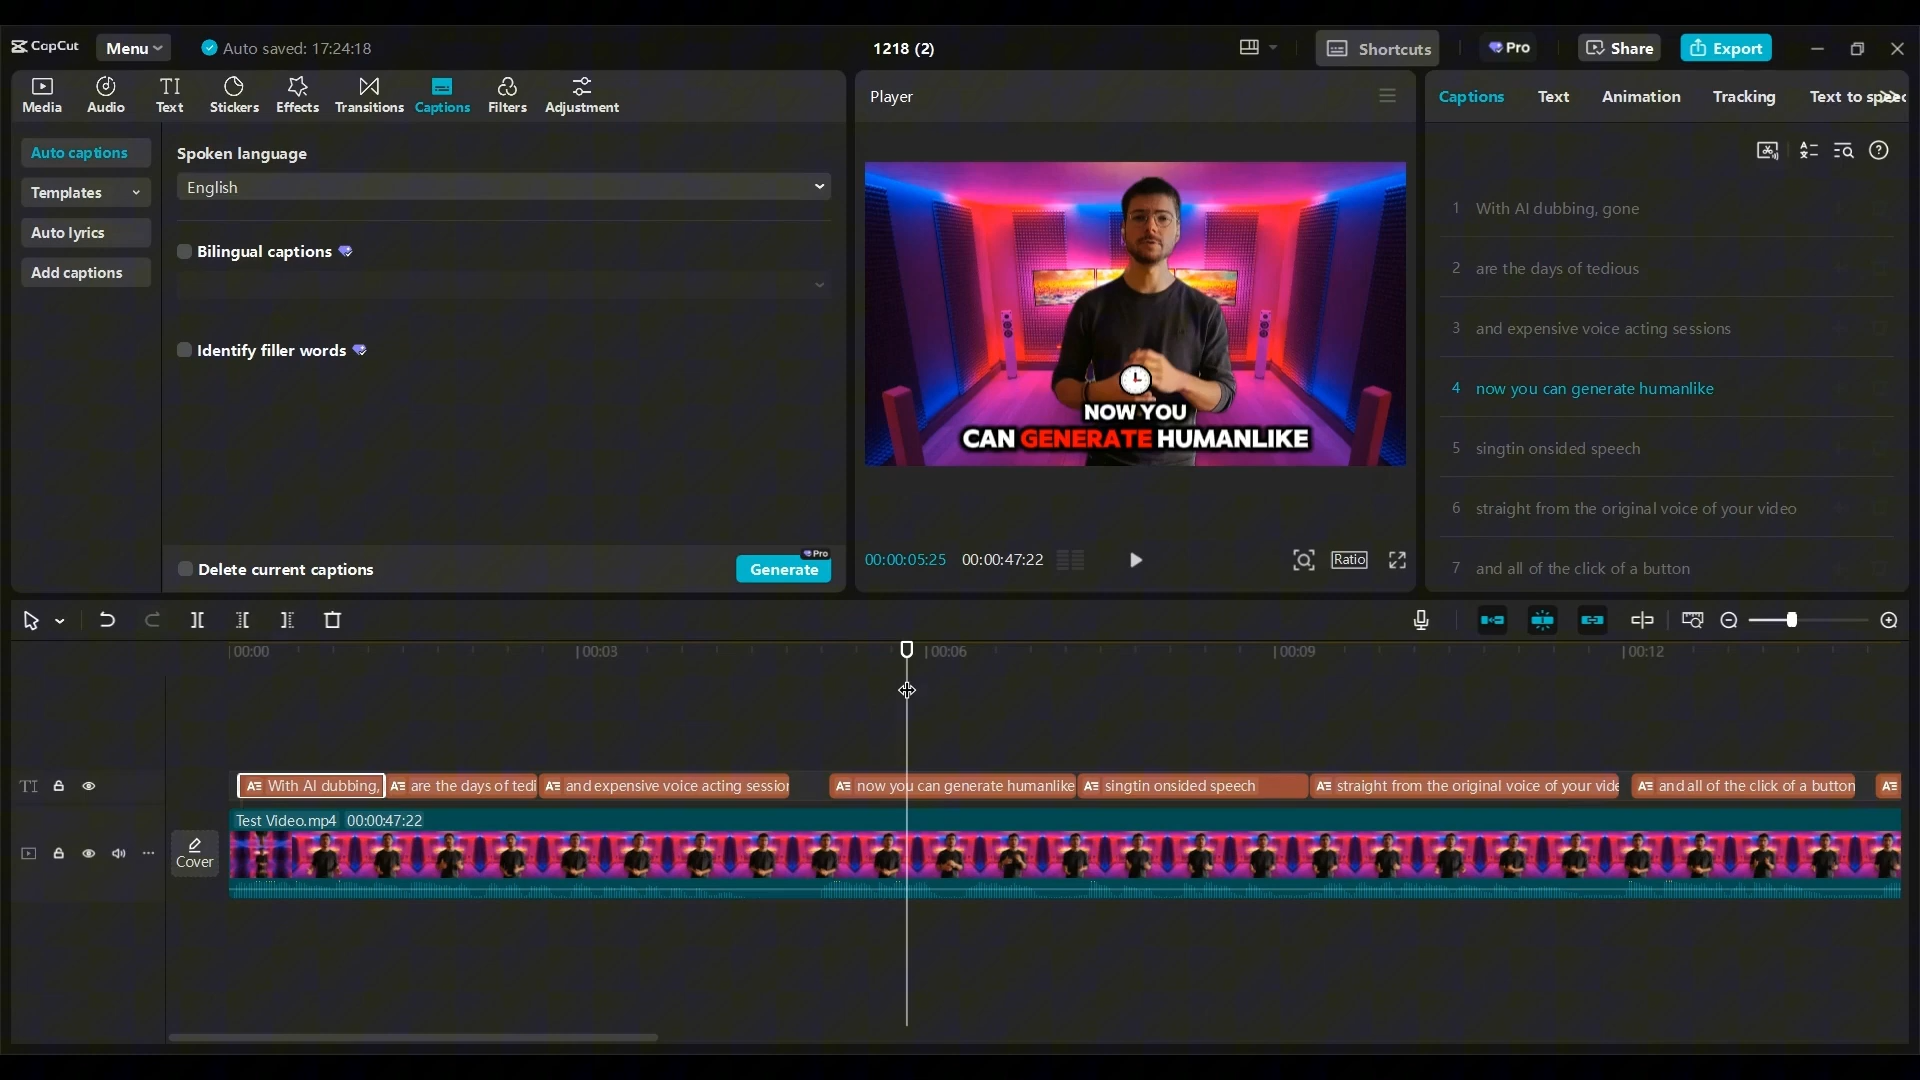 CapCut
Menu
Auto saved: 17:24:18
1218 (2)
Shortcuts
Pro
Share
Export
Media
Audio
Text
Stickers
Effects
Transitions
Captions
Filters
Adjustment
Auto captions
Templates
Auto lyrics
Add captions
Spoken language
English
Bilingual captions
Identify filler words
Delete current captions
Pro
Generate
Player
NOW YOU
CAN GENERATE HUMANLIKE
00:00:05:25
00:00:47:22
Ratio
Captions
Text
Animation
Tracking
Text to speec
1 With AI dubbing, gone
2 are the days of tedious
3 and expensive voice acting sessions
4 now you can generate humanlike
5 singtin onsided speech
6 straight from the original voice of your video
7 and all of the click of a button
00:00
00:03
00:06
00:09
00:12
TI
With AI dubbing,
are the days of tedi
and expensive voice acting session
now you can generate humanlike
singtin onsided speech
straight from the original voice of your vide
and all of the click of a button
Test Video.mp4 00:00:47:22
Cover